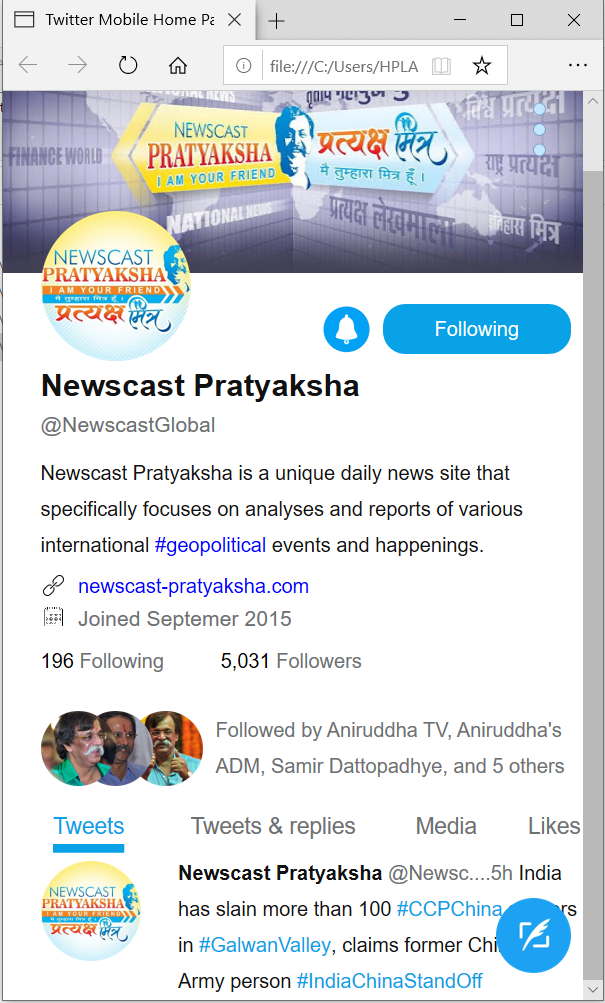 Twitter Mobile Home Pa
file:///C:/Users/HPLA
NEWSCAST
PRATYAKSHA
I AM YOUR FRIEND
प्रत्यक्ष मित्र
मै तुम्हारा मित्र हूँ !
FINANCE WORLD
NATIONAL NEWS
राष्ट्र प्रत्यक्ष
प्रत्यक्ष लेखमाला
इतिहास मित्र
NEWSCAST
PRATYAKSHA
I AM YOUR FRIEND
मै तुम्हारा मित्र हूँ ।
प्रत्यक्ष मित्र
Following
Newscast Pratyaksha
@NewscastGlobal
Newscast Pratyaksha is a unique daily news site that
specifically focuses on analyses and reports of various
international #geopolitical events and happenings.
newscast-pratyaksha.com
Joined Septemer 2015
196 Following 5,031 Followers
Followed by Aniruddha TV, Aniruddha's
ADM, Samir Dattopadhye, and 5 others
Tweets Tweets & replies Media Likes
NEWSCAST
PRATYAKSHA
I AM YOUR FRIEND
मै तुम्हारा मित्र हूँ ।
प्रत्यक्ष मित्र
Newscast Pratyaksha @Newsc....5h India
has slain more than 100 #CCPChina
in #GalwanValley, claims former
Army person #IndiaChinaStandOff